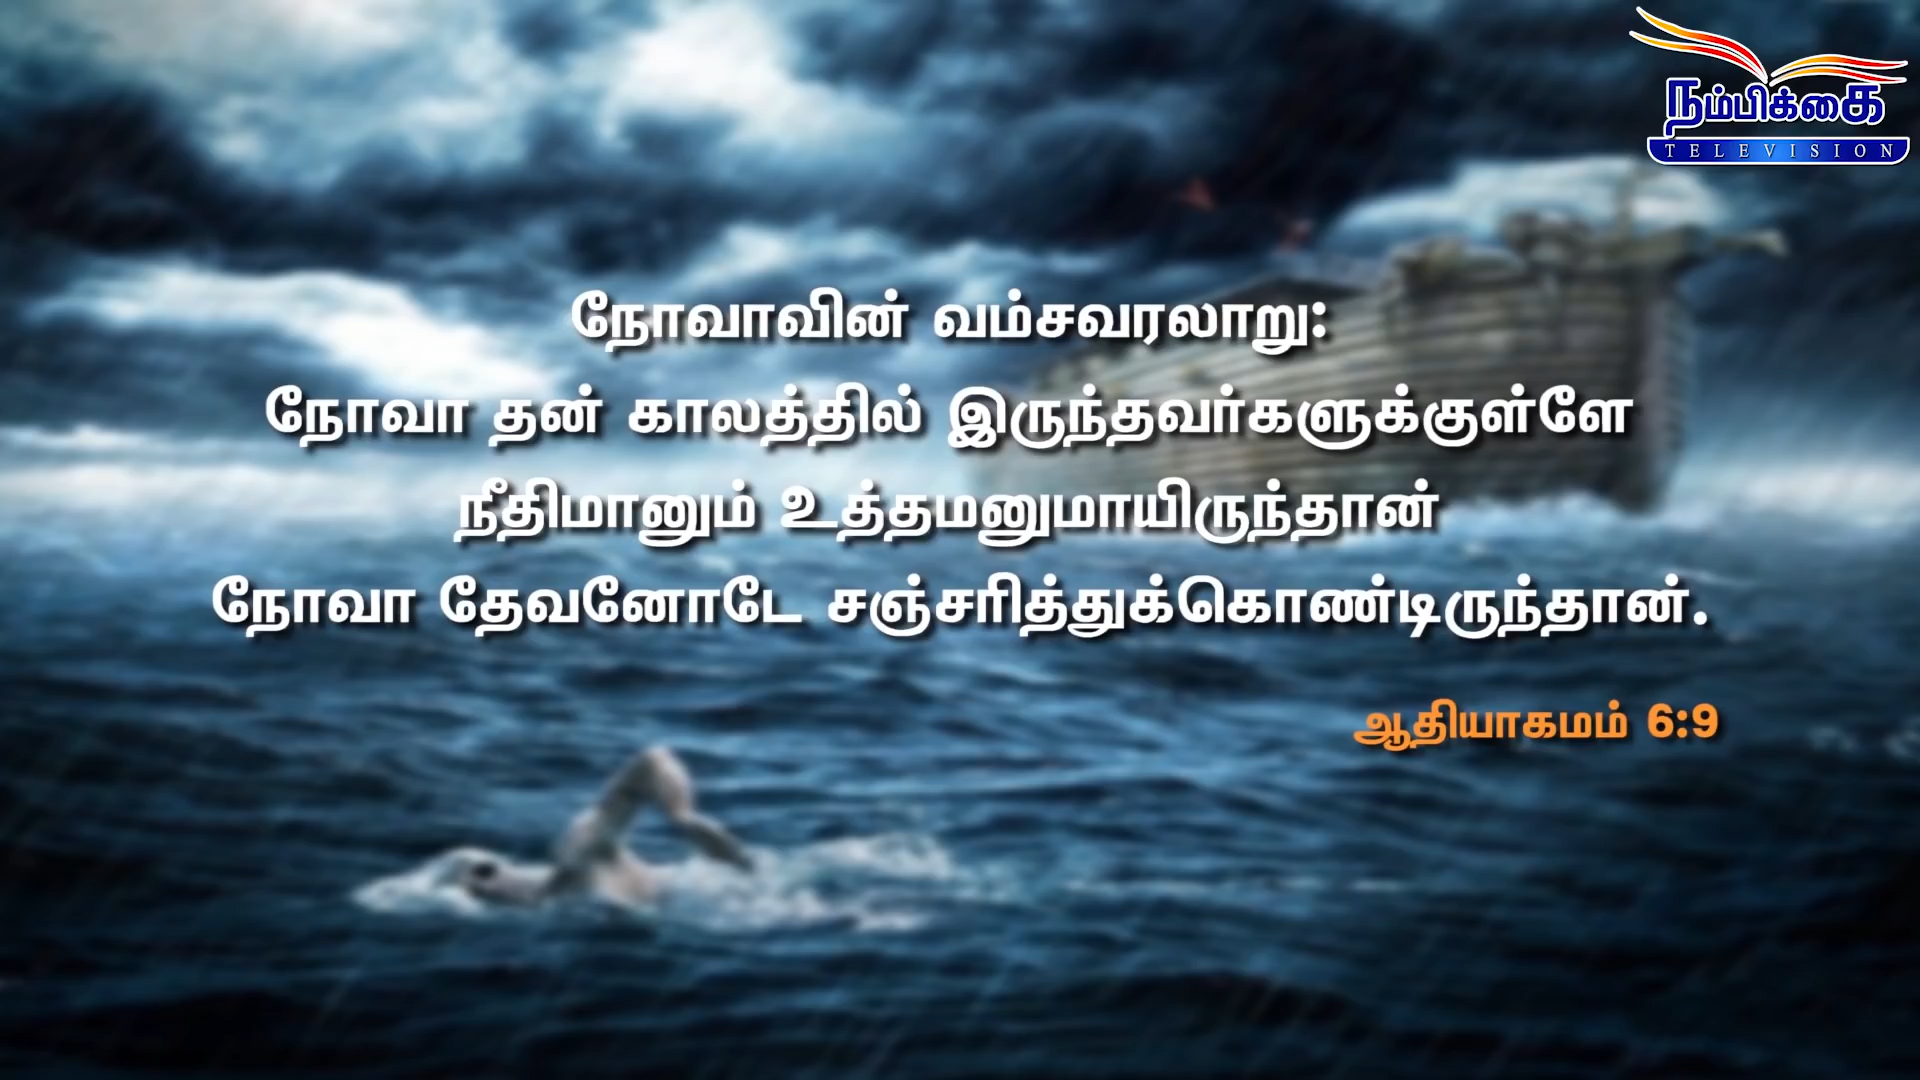 நம்பிக்கை
TELEVISION
நோவாவின் வம்சவரலாறு:
நோவா தன் காலத்தில் இருந்தவர்களுக்குள்ளே
நீதிமானும் உத்தமனுமாயிருந்தான்
நோவா தேவனோடே சஞ்சரித்துக்கொண்டிருந்தான்.
ஆதியாகமம் 6:9